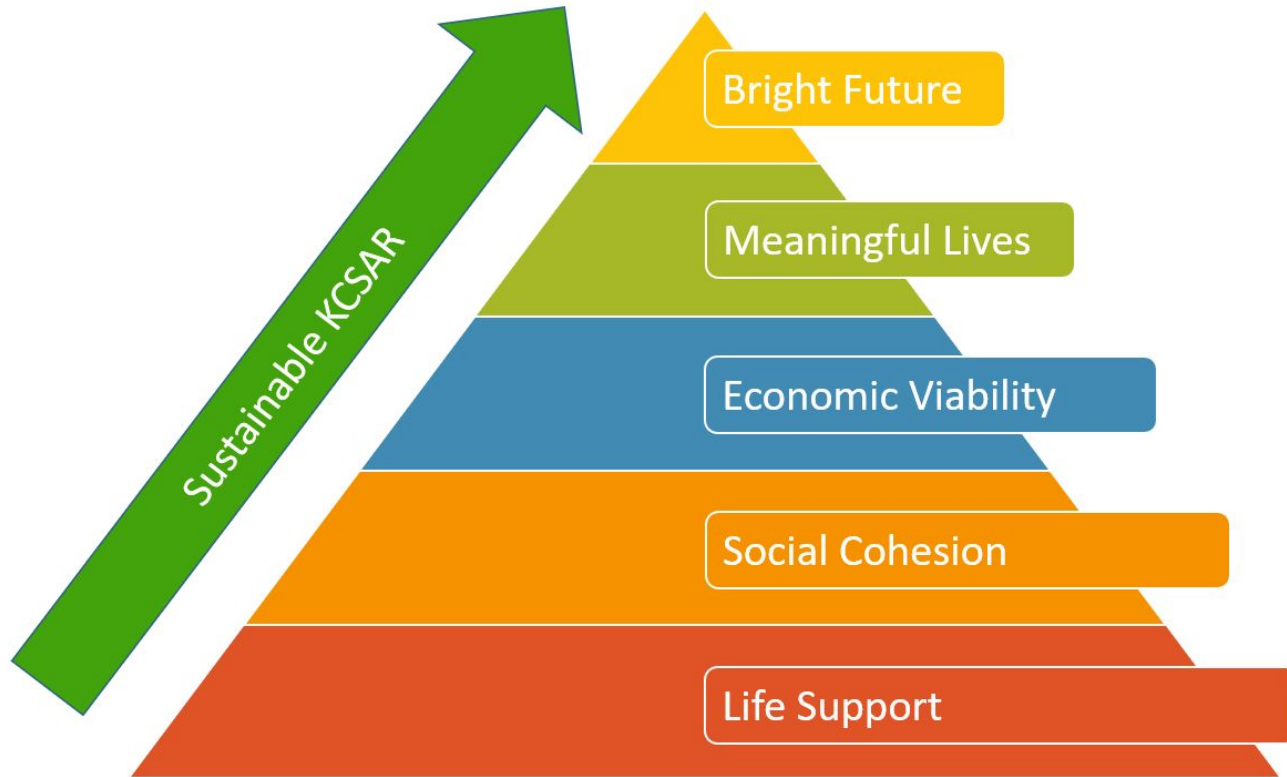 Bright Future
Meaningful Lives
Economic Viability
Social Cohesion
Life Support
Sustainable KCSAR